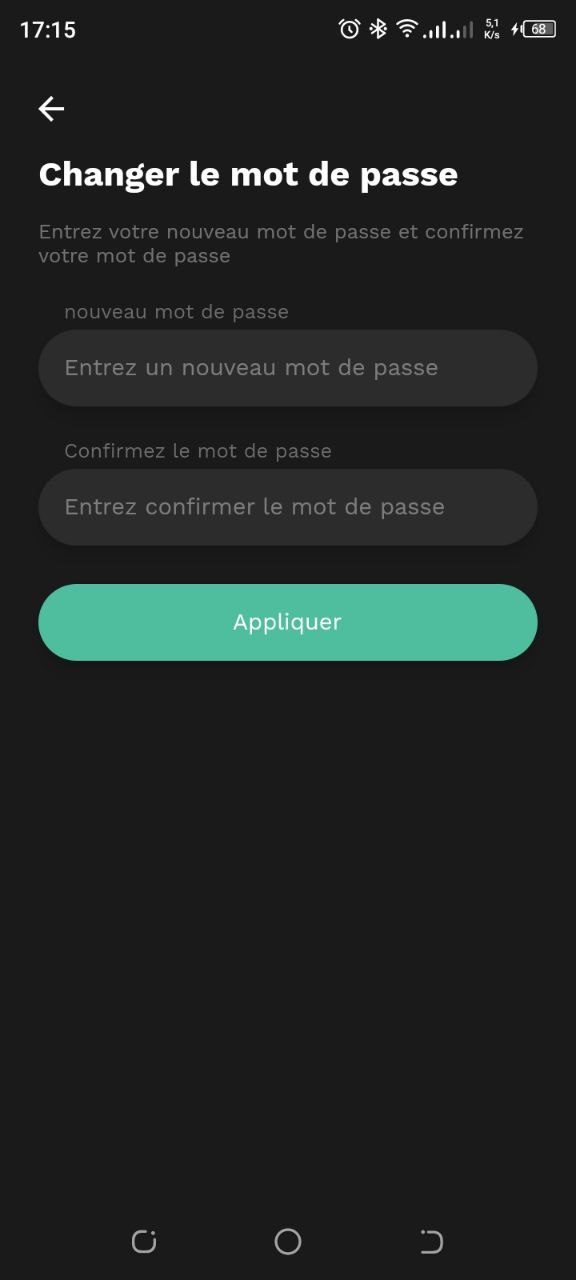 17:15
5,1
K/s
68
Changer le mot de passe
Entrez votre nouveau mot de passe et confirmez
votre mot de passe
nouveau mot de passe
Entrez un nouveau mot de passe
Confirmez le mot de passe
Entrez confirmer le mot de passe
Appliquer